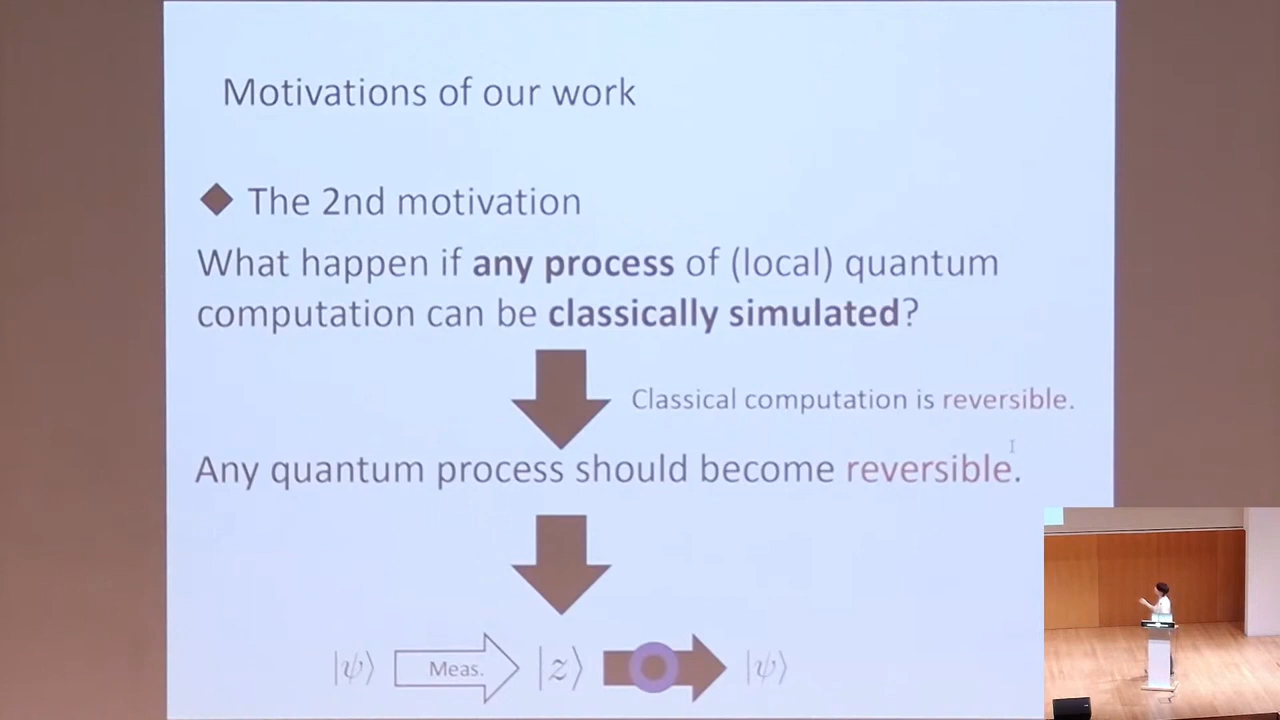 Motivations of our work
The 2nd motivation
What happen if any process of (local) quantum
computation can be classically simulated?
Classical computation is reversible.
Any quantum process should become reversible.
|ψ⟩ Meas. |z⟩ |ψ⟩